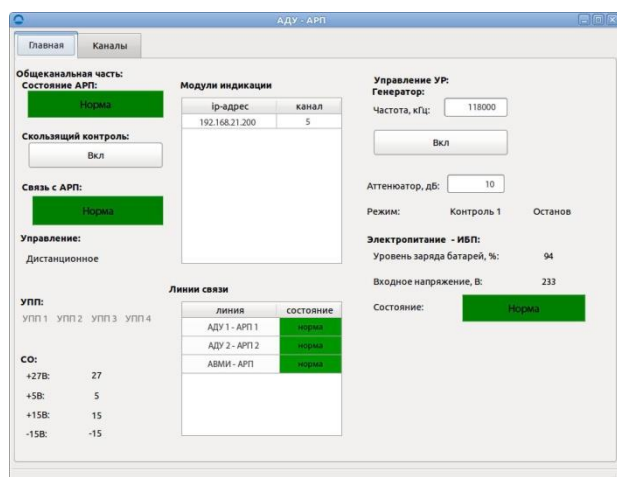 АДУ - АРП
Главная
Каналы
Общеканальная часть:
Состояние АРП:
Норма
Скользящий контроль:
Вкл
Связь с АРП:
Норма
Управление:
Дистанционное
УПП:
УПП 1 УПП 2 УПП 3 УПП 4
СО:
+27В: 27
+5В: 5
+15В: 15
-15В: -15
Модули индикации
ip-адрес канал
192.168.21.200 5
Линии связи
линия состояние
АДУ 1 - АРП 1 норма
АДУ 2 - АРП 2 норма
АВМИ - АРП норма
Управление УР:
Генератор:
Частота, кГц: 118000
Вкл
Аттенюатор, дБ: 10
Режим: Контроль 1 Останов
Электропитание - ИБП:
Уровень заряда батарей, %: 94
Входное напряжение, В: 233
Состояние: Норма